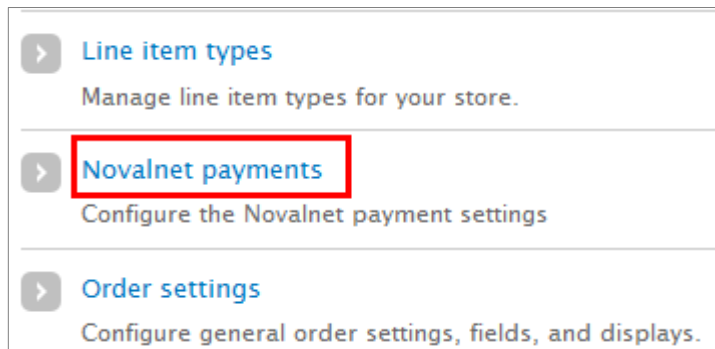 Line item types
Manage line item types for your store.
Novalnet payments
Configure the Novalnet payment settings
Order settings
Configure general order settings, fields, and displays.